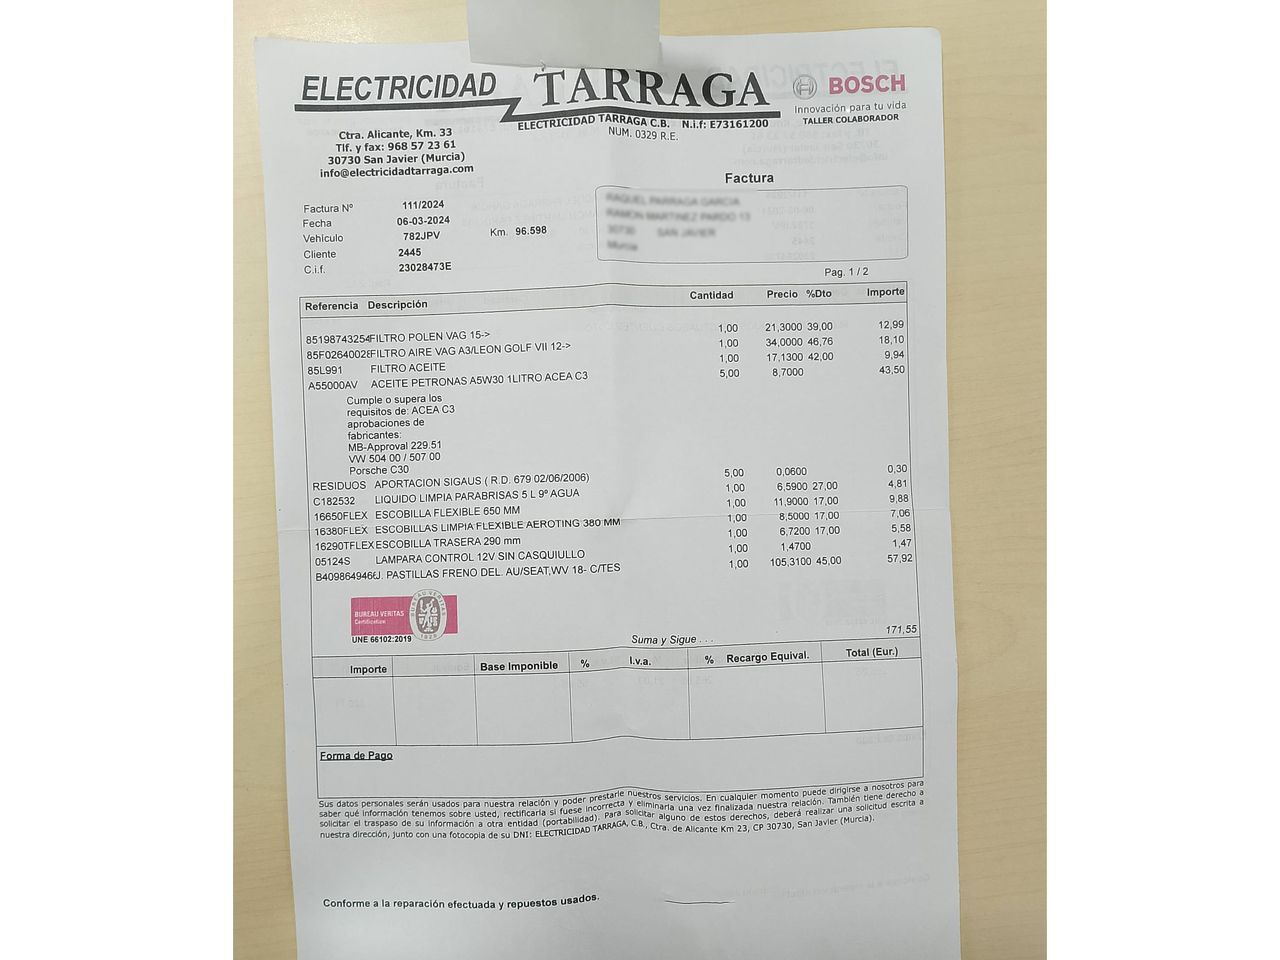 ELECTRICIDAD TARRAGA
BOSCH
Innovación para tu vida
TALLER COLABORADOR
ELECTRICIDAD TARRAGA C.B. N.i.f: E73161200
NUM. 0329 R.E.
Ctra. Alicante, Km. 33
Tlf. y fax: 968 57 23 61
30730 San Javier (Murcia)
info@electricidadtarraga.com
Factura
Factura Nº 111/2024
Fecha 06-03-2024
Vehículo 782JPV Km. 96.598
Cliente 2445
C.i.f. 23028473E
RAQUEL PARRAGA GARCIA
RAMON MARTINEZ PARDO 13
30730 SAN JAVIER
Murcia
Pag. 1 / 2
Referencia Descripción Cantidad Precio %Dto Importe
85198743254 FILTRO POLEN VAG 15-> 1,00 21,3000 39,00 12,99
85F0264002 FILTRO AIRE VAG A3/LEON GOLF VII 12-> 1,00 34,0000 46,76 18,10
85L991 FILTRO ACEITE 1,00 17,1300 42,00 9,94
A55000AV ACEITE PETRONAS A5W30 1LITRO ACEA C3 5,00 8,7000 43,50
Cumple o supera los
requisitos de: ACEA C3
aprobaciones de
fabricantes:
MB-Approval 229.51
VW 504 00 / 507 00
Porsche C30
RESIDUOS APORTACION SIGAUS ( R.D. 679 02/06/2006) 5,00 0,0600 0,30
C182532 LIQUIDO LIMPIA PARABRISAS 5 L 9º AGUA 1,00 6,5900 27,00 4,81
16650FLEX ESCOBILLA FLEXIBLE 650 MM 1,00 11,9000 17,00 9,88
16380FLEX ESCOBILLAS LIMPIA FLEXIBLE AEROTING 380 MM 1,00 8,5000 17,00 7,06
16290TFLEX ESCOBILLA TRASERA 290 mm 1,00 6,7200 17,00 5,58
05124S LAMPARA CONTROL 12V SIN CASQUIULLO 1,00 1,4700 1,47
B409864946 J. PASTILLAS FRENO DEL. AU/SEAT,WV 18- C/TES 1,00 105,3100 45,00 57,92
BUREAU VERITAS
Certification
BUREAU VERITAS
1828
UNE 66102:2019
Suma y Sigue . . . 171,55
Importe Base Imponible % I.v.a. % Recargo Equival. Total (Eur.)
Forma de Pago
Sus datos personales serán usados para nuestra relación y poder prestarle nuestros servicios. En cualquier momento puede dirigirse a nosotros para
saber qué información tenemos sobre usted, rectificarla si fuese incorrecta y eliminarla una vez finalizada nuestra relación. También tiene derecho a
solicitar el traspaso de su información a otra entidad (portabilidad). Para solicitar alguno de estos derechos, deberá realizar una solicitud escrita a
nuestra dirección, junto con una fotocopia de su DNI: ELECTRICIDAD TARRAGA, C.B., Ctra. de Alicante Km 23, CP 30730, San Javier (Murcia).
Conforme a la reparación efectuada y repuestos usados.